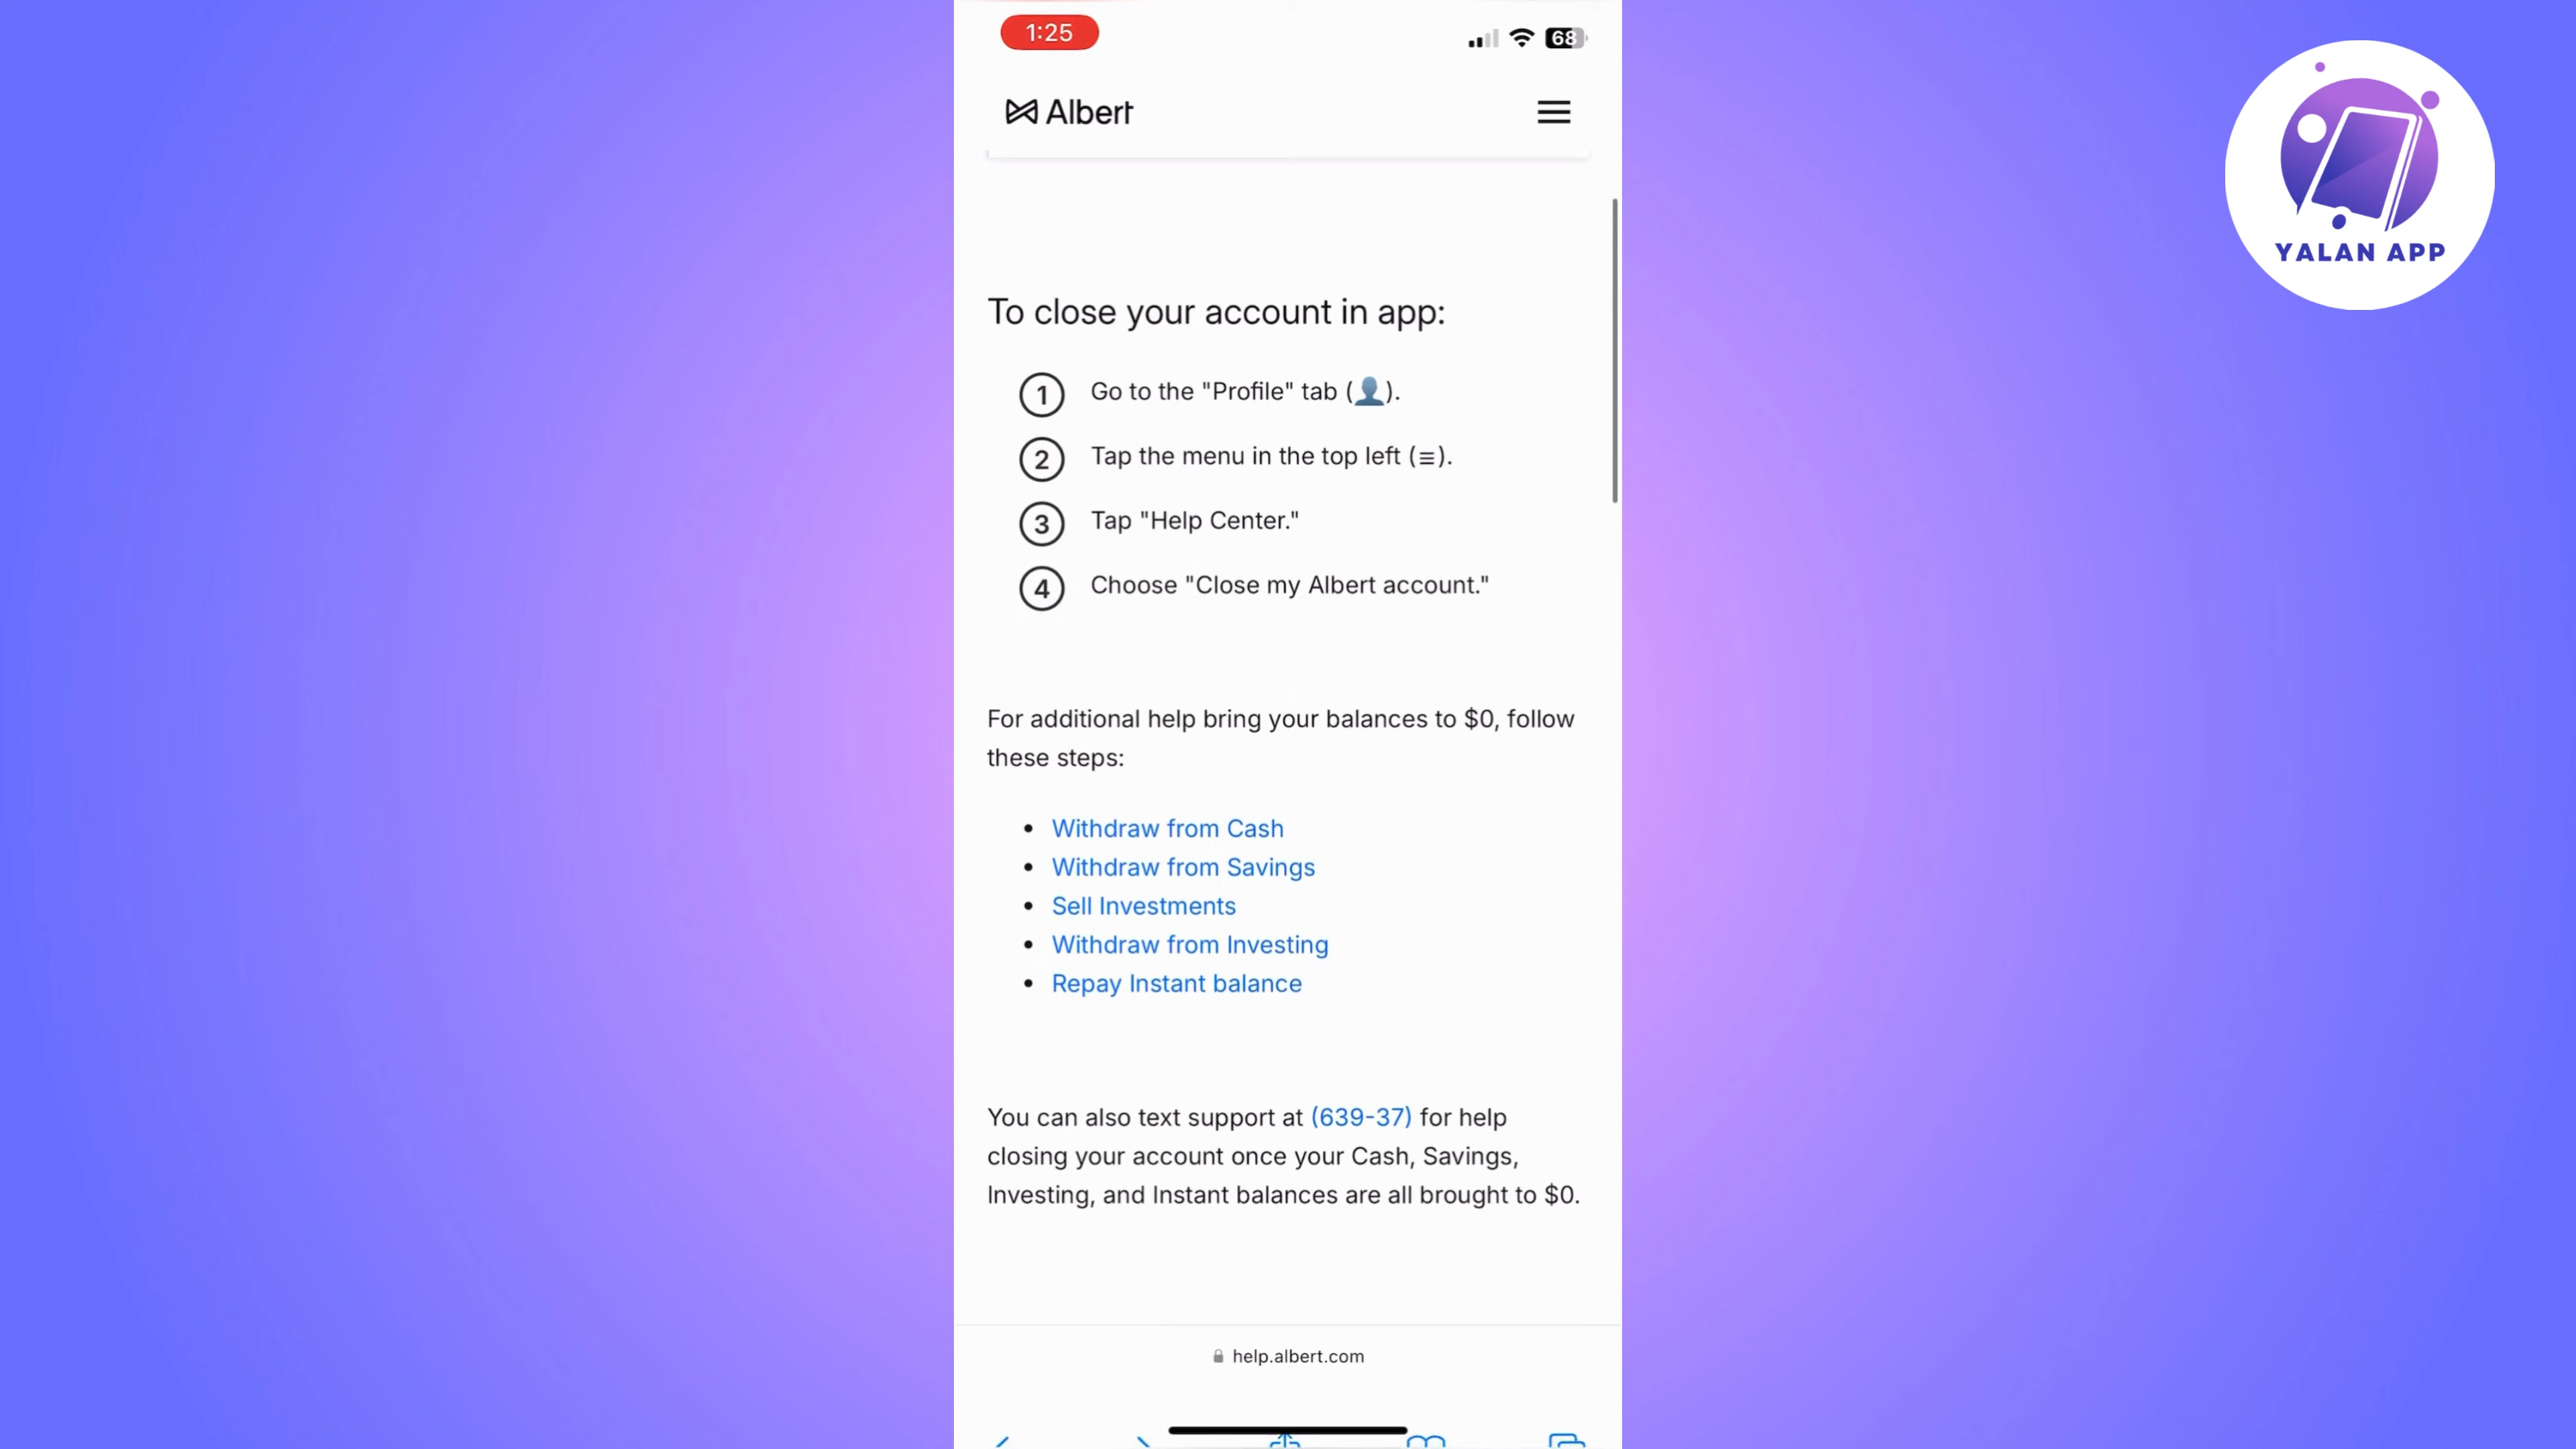 1:25
68
Albert
YALAN APP
To close your account in app:
1 Go to the "Profile" tab (👤).
2 Tap the menu in the top left (≡).
3 Tap "Help Center."
4 Choose "Close my Albert account."
For additional help bring your balances to $0, follow
these steps:
• Withdraw from Cash
• Withdraw from Savings
• Sell Investments
• Withdraw from Investing
• Repay Instant balance
You can also text support at (639-37) for help
closing your account once your Cash, Savings,
Investing, and Instant balances are all brought to $0.
help.albert.com